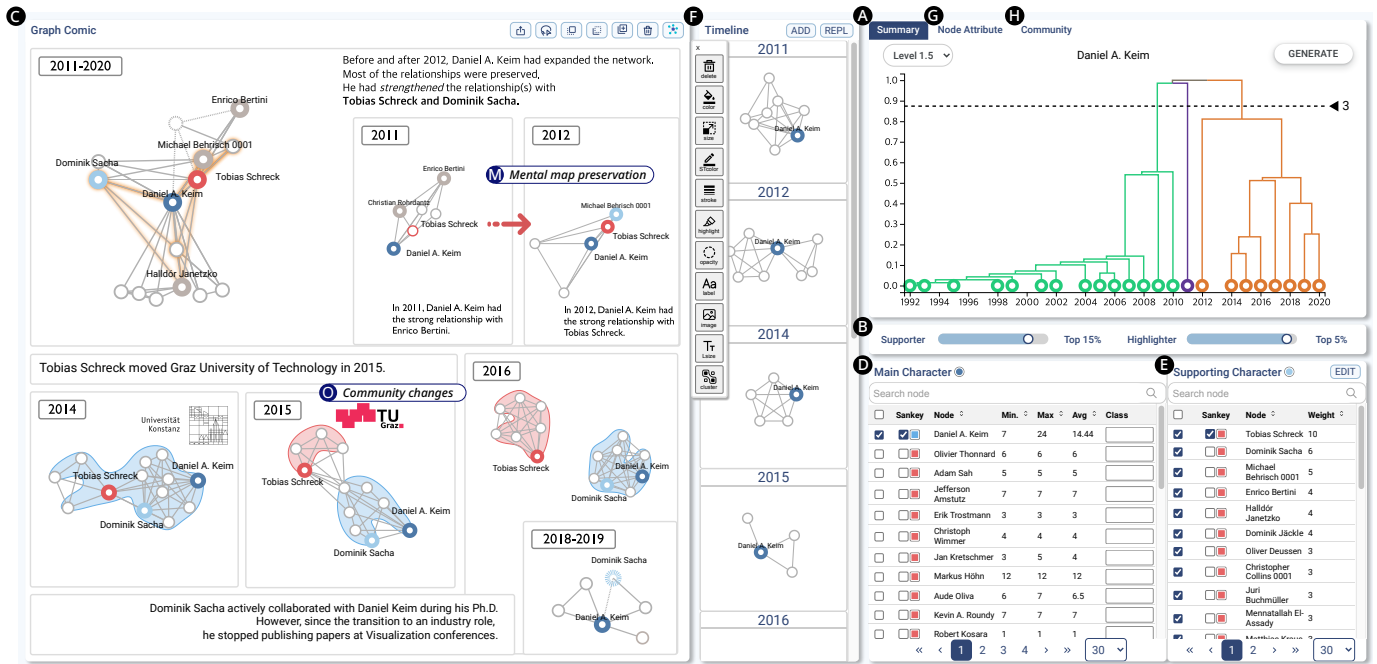 C
Graph Comic
2011-2020
Before and after 2012, Daniel A. Keim had expanded the network.
Most of the relationships were preserved,
He had strengthened the relationship(s) with
Tobias Schreck and Dominik Sacha.
Enrico Bertini
Michael Behrisch 0001
Dominik Sacha
Tobias Schreck
Daniel A. Keim
Halldór Janetzko
2011
Enrico Bertini
Christian Rohrdantz
Tobias Schreck
Daniel A. Keim
In 2011, Daniel A. Keim had
the strong relationship with
Enrico Bertini.
M Mental map preservation
2012
Michael Behrisch 0001
Tobias Schreck
Daniel A. Keim
In 2012, Daniel A. Keim had
the strong relationship with
Tobias Schreck.
Tobias Schreck moved Graz University of Technology in 2015.
O Community changes
2014
Universität
Konstanz
Daniel A. Keim
Tobias Schreck
Dominik Sacha
2015
TU
Graz
Tobias Schreck
Daniel A. Keim
Dominik Sacha
2016
Tobias Schreck
Daniel A. Keim
Dominik Sacha
2018-2019
Dominik Sacha
Daniel A. Keim
Dominik Sacha actively collaborated with Daniel Keim during his Ph.D.
However, since the transition to an industry role,
he stopped publishing papers at Visualization conferences.
F
Timeline
ADD
REPL
x
delete
color
size
STcolor
stroke
highlight
opacity
Aa
label
image
TT
Lsize
cluster
2011
Daniel A. Keim
2012
Daniel A. Keim
2014
Daniel A. Keim
2015
Daniel A. Keim
2016
A
Summary
G
Node Attribute
H
Community
Level 1.5
Daniel A. Keim
GENERATE
1.0
0.9
0.8
0.7
0.6
0.5
0.4
0.3
0.2
0.1
0.0
3
1992 1994 1996 1998 2000 2002 2004 2006 2008 2010 2012 2014 2016 2018 2020
B
Supporter Top 15% Highlighter Top 5%
D
Main Character
Search node
Sankey Node Min. Max Avg Class
Daniel A. Keim 7 24 14.44
Olivier Thonnard 6 6 6
Adam Sah 5 5 5
Jefferson
Amstutz 7 7 7
Erik Trostmann 3 3 3
Christoph
Wimmer 4 4 4
Jan Kretschmer 3 5 4
Markus Höhn 12 12 12
Aude Oliva 6 7 6.5
Kevin A. Roundy 7 7 7
Robert Kosara 1 1 1
« ‹ 1 2 3 4 › » 30
E
Supporting Character
EDIT
Search node
Sankey Node Weight
Tobias Schreck 10
Dominik Sacha 6
Michael
Behrisch 0001 5
Enrico Bertini 4
Halldór
Janetzko 4
Dominik Jäckle 4
Oliver Deussen 3
Christopher
Collins 0001 3
Juri
Buchmüller 3
Mennatallah El-
Assady 3
« ‹ 1 2 › » 30